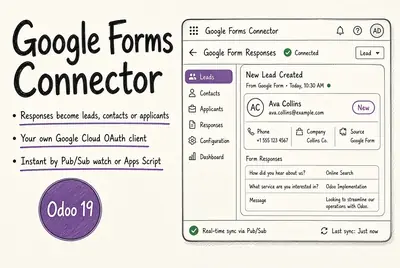 Google Forms
Connector
Responses become leads, contacts or applicants
Your own Google Cloud OAuth client
Instant by Pub/Sub watch or Apps Script
Odoo 19
Google Forms Connector
AD
Google Form Responses
Connected
Lead
Leads
Contacts
Applicants
Responses
Configuration
Dashboard
New Lead Created
From Google Form • Today, 10:30 AM
AC
Ava Collins
ava.collins@example.com
New
Phone
+1 555 123 4567
Company
Collins Co.
Source
Google Form
Form Responses
How did you hear about us? Online Search
What service are you interested in? Odoo Implementation
Message Looking to streamline our
operations with Odoo.
Real-time sync via Pub/Sub
Last sync: Just now